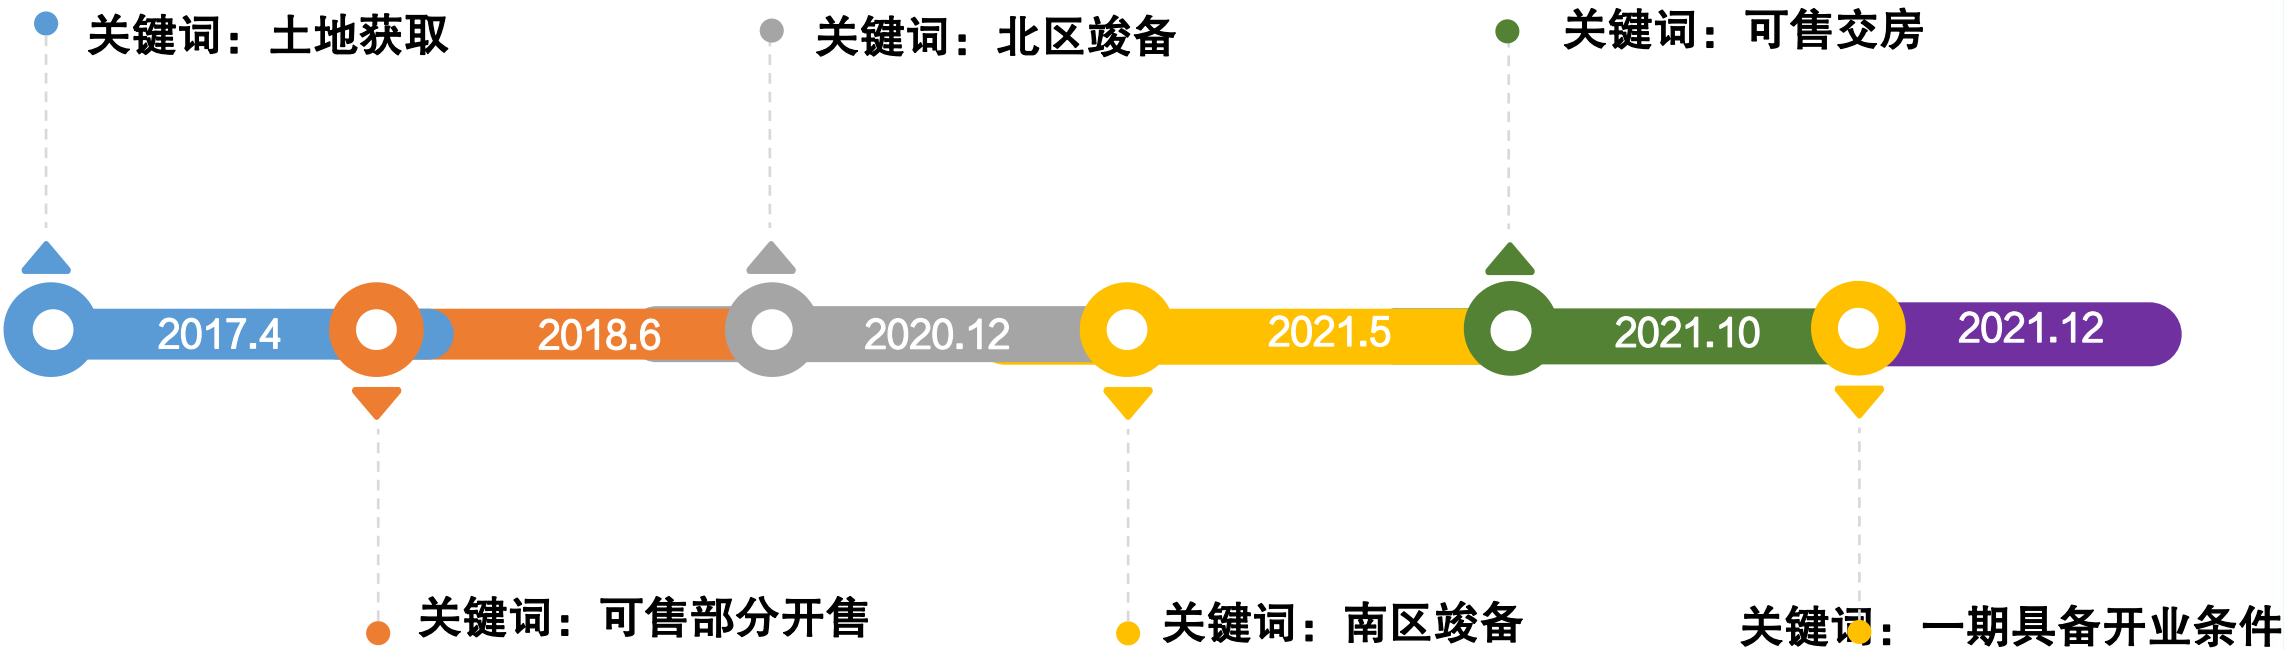 关键词：土地获取
关键词：北区竣备
关键词：可售交房
2017.4
2018.6
2020.12
2021.5
2021.10
2021.12
关键词：可售部分开售
关键词：南区竣备
关键词：一期具备开业条件